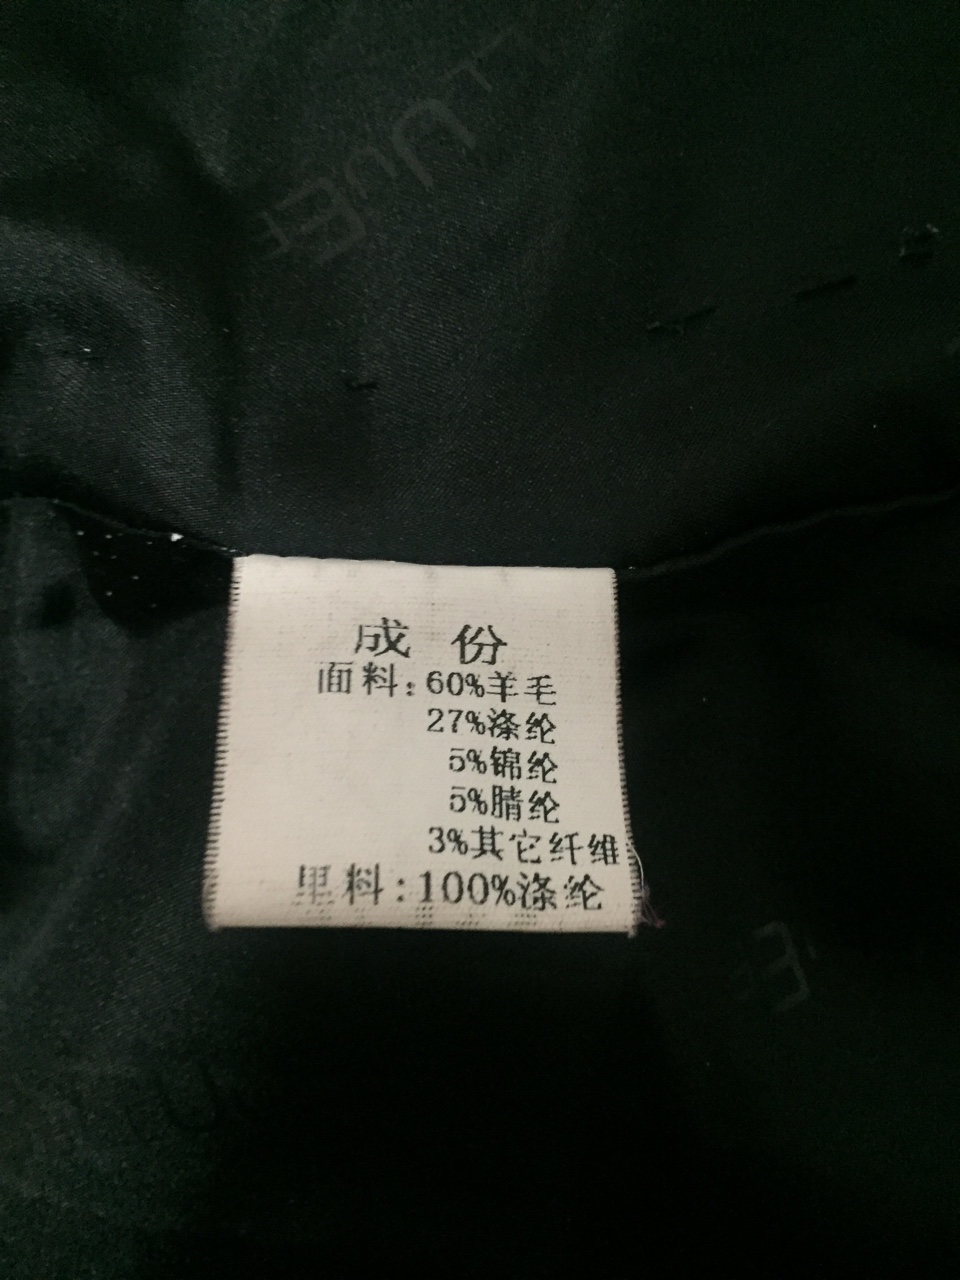 成 份
面料:60%羊毛
27%涤纶
5%锦纶
5%腈纶
3%其它纤维
里料:100%涤纶